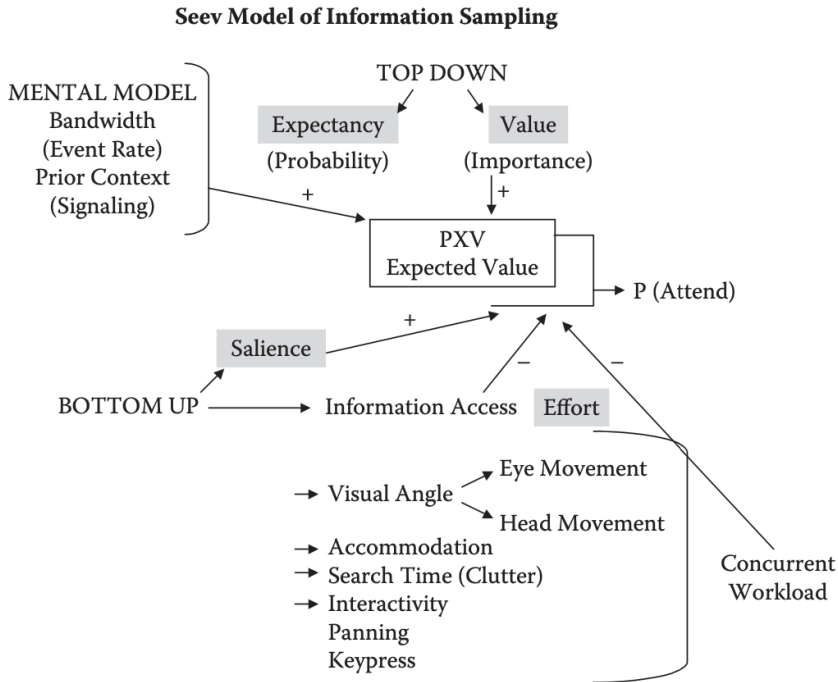 Seev Model of Information Sampling
MENTAL MODEL
Bandwidth
(Event Rate)
Prior Context
(Signaling)
TOP DOWN
Expectancy
(Probability)
Value
(Importance)
+
+
PXV
Expected Value
P (Attend)
+
Salience
–
–
BOTTOM UP
Information Access
Effort
Visual Angle
Eye Movement
Head Movement
Accommodation
Search Time (Clutter)
Interactivity
Panning
Keypress
Concurrent
Workload